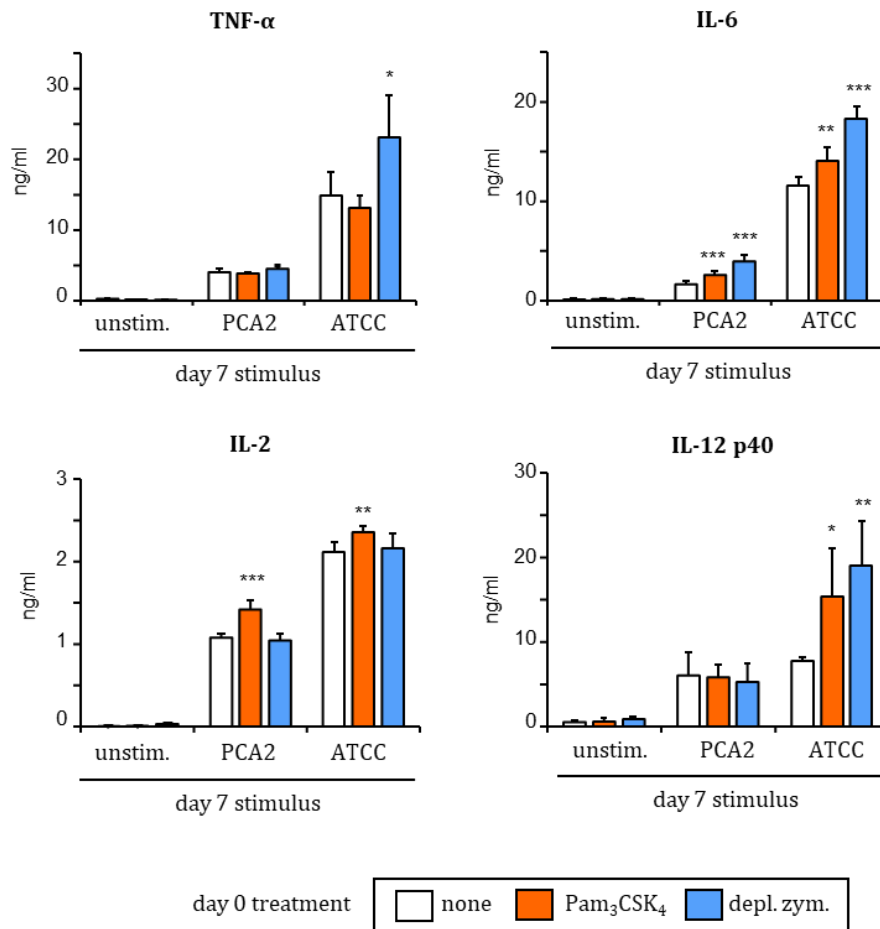 TNF-α
30
20
10
0
ng/ml
*
unstim. PCA2 ATCC
day 7 stimulus
IL-6
20
10
0
ng/ml
*** *** ** ***
unstim. PCA2 ATCC
day 7 stimulus
IL-2
3
2
1
0
ng/ml
*** **
unstim. PCA2 ATCC
day 7 stimulus
IL-12 p40
30
20
10
0
ng/ml
* **
unstim. PCA2 ATCC
day 7 stimulus
day 0 treatment none Pam₃CSK₄ depl. zym.